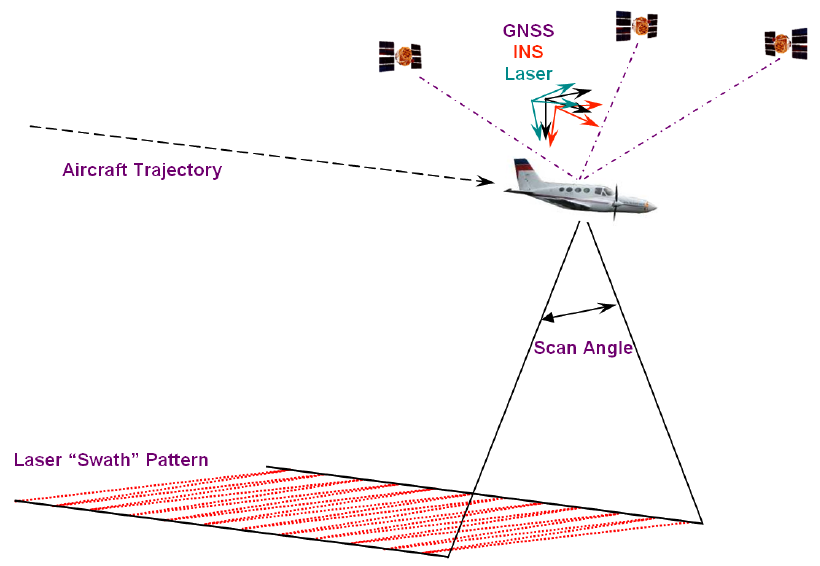 GNSS
INS
Laser
Aircraft Trajectory
Scan Angle
Laser “Swath” Pattern